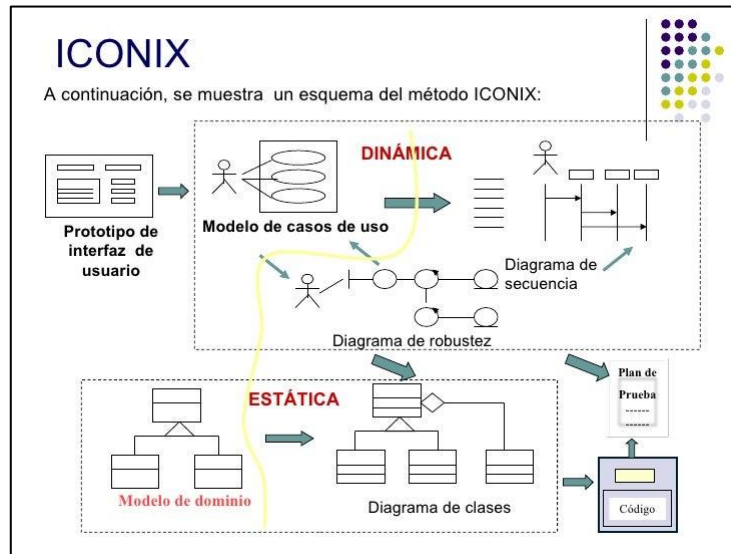 ICONIX
A continuación, se muestra un esquema del método ICONIX:
DINÁMICA
Prototipo de
interfaz de
usuario
Modelo de casos de uso
Diagrama de
secuencia
Diagrama de robustez
Plan de
Prueba
ESTÁTICA
Modelo de dominio
Diagrama de clases
Código